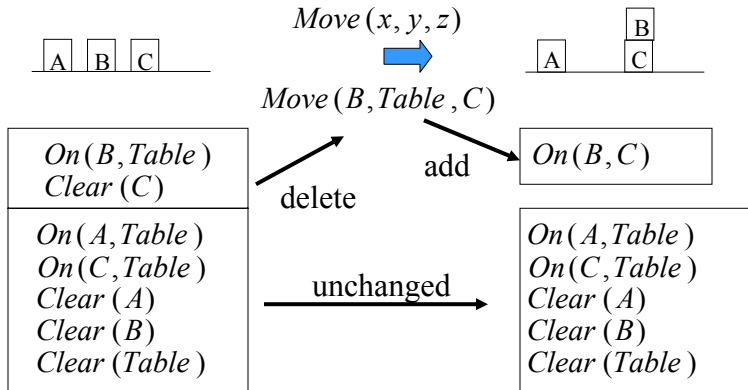 Move(x, y, z)
A B C
B
A C
Move(B,Table,C)
On(B,Table)
Clear(C)
delete
add
On(B,C)
On(A,Table)
On(C,Table)
Clear(A)
Clear(B)
Clear(Table)
unchanged
On(A,Table)
On(C,Table)
Clear(A)
Clear(B)
Clear(Table)